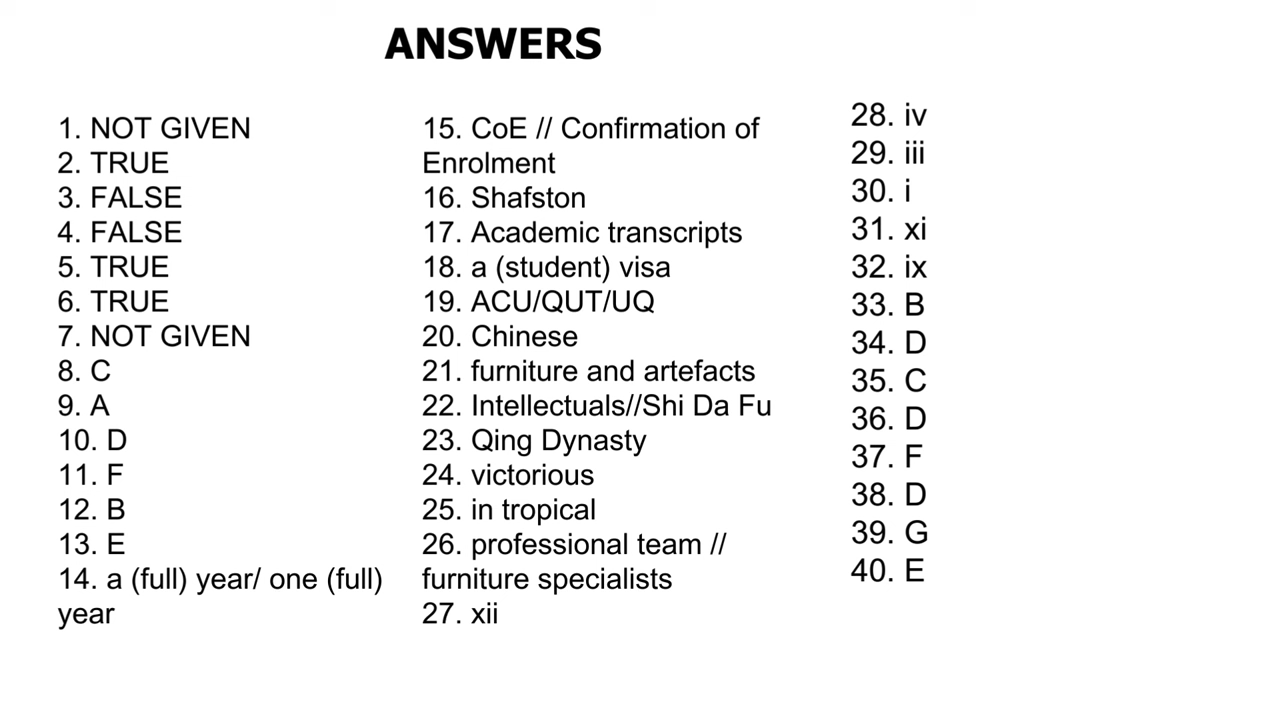 ANSWERS
1. NOT GIVEN
2. TRUE
3. FALSE
4. FALSE
5. TRUE
6. TRUE
7. NOT GIVEN
8. C
9. A
10. D
11. F
12. B
13. E
14. a (full) year/ one (full)
year
15. CoE // Confirmation of
Enrolment
16. Shafston
17. Academic transcripts
18. a (student) visa
19. ACU/QUT/UQ
20. Chinese
21. furniture and artefacts
22. Intellectuals//Shi Da Fu
23. Qing Dynasty
24. victorious
25. in tropical
26. professional team //
furniture specialists
27. xii
28. iv
29. iii
30. i
31. xi
32. ix
33. B
34. D
35. C
36. D
37. F
38. D
39. G
40. E